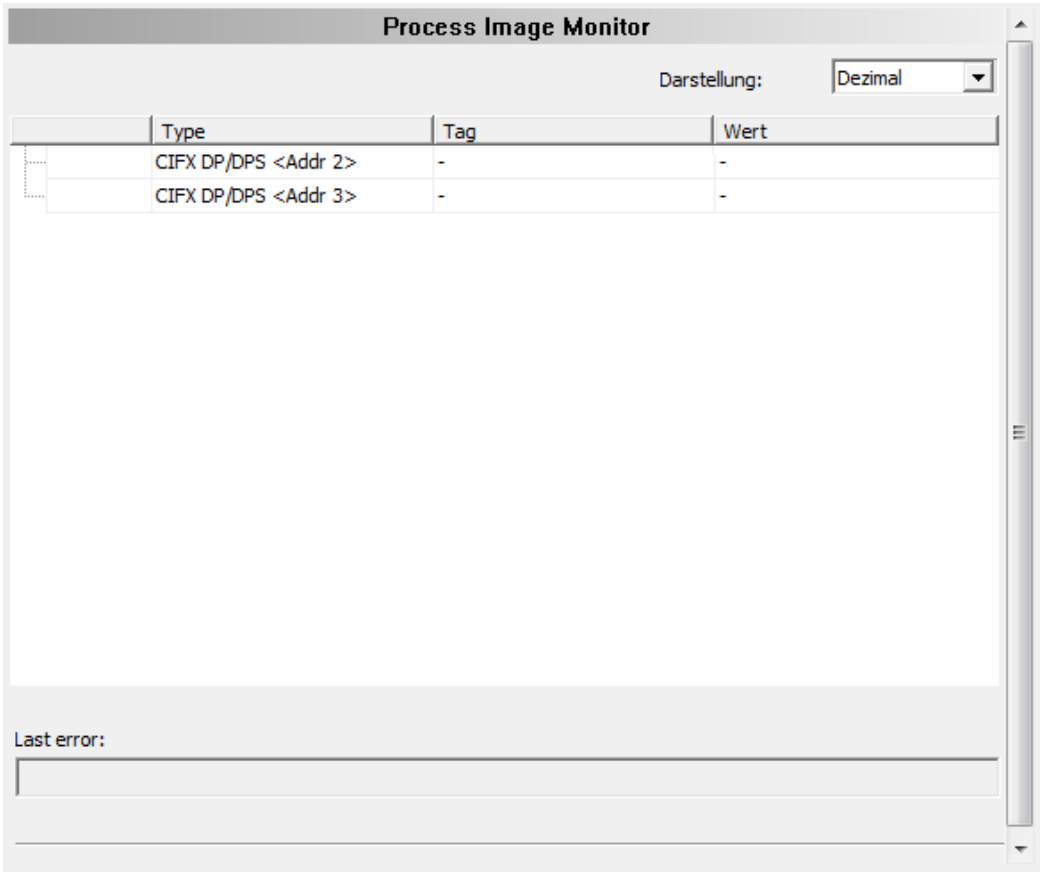 Process Image Monitor
Darstellung: Dezimal
Type Tag Wert
CIFX DP/DPS <Addr 2> - -
CIFX DP/DPS <Addr 3> - -
Last error: